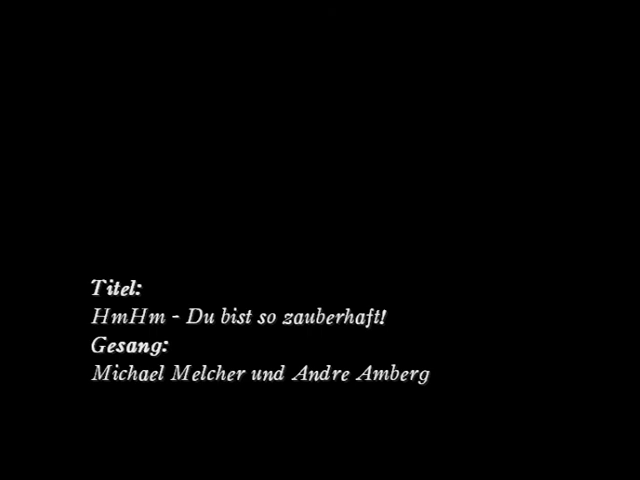 Titel:
HmHm - Du bist so zauberhaft!
Gesang:
Michael Melcher und Andre Amberg